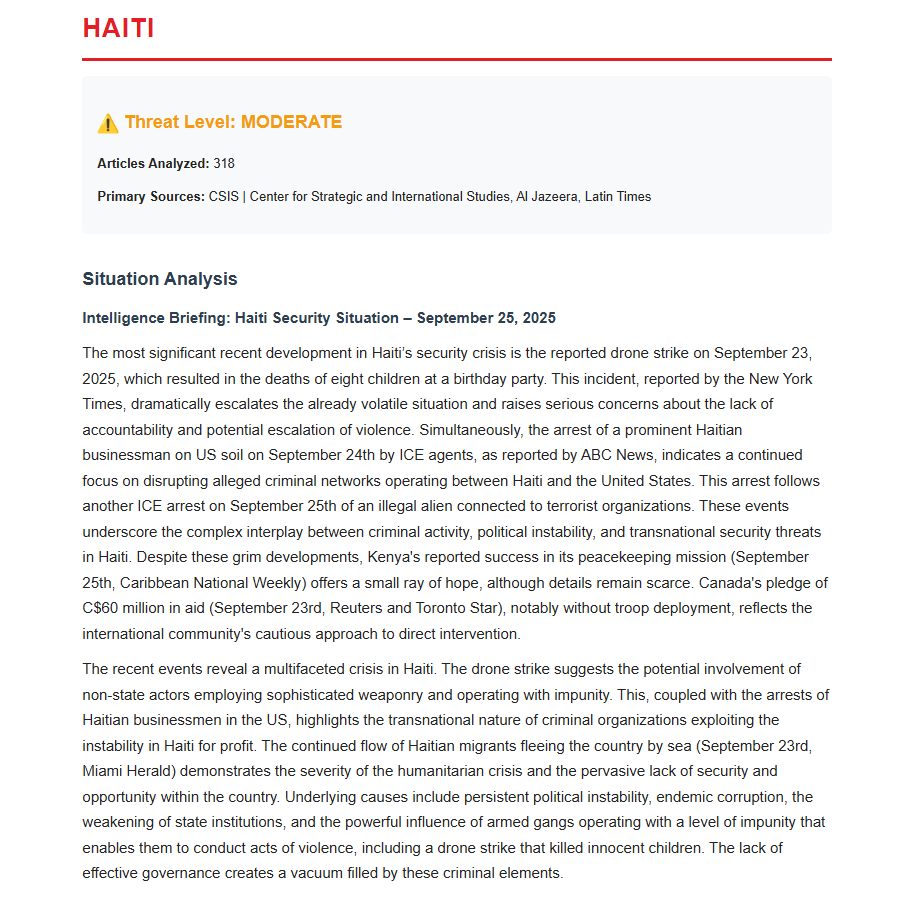 HAITI
⚠️ Threat Level: MODERATE
Articles Analyzed: 318
Primary Sources: CSIS | Center for Strategic and International Studies, Al Jazeera, Latin Times
Situation Analysis
Intelligence Briefing: Haiti Security Situation – September 25, 2025
The most significant recent development in Haiti's security crisis is the reported drone strike on September 23,
2025, which resulted in the deaths of eight children at a birthday party. This incident, reported by the New York
Times, dramatically escalates the already volatile situation and raises serious concerns about the lack of
accountability and potential escalation of violence. Simultaneously, the arrest of a prominent Haitian
businessman on US soil on September 24th by ICE agents, as reported by ABC News, indicates a continued
focus on disrupting alleged criminal networks operating between Haiti and the United States. This arrest follows
another ICE arrest on September 25th of an illegal alien connected to terrorist organizations. These events
underscore the complex interplay between criminal activity, political instability, and transnational security threats
in Haiti. Despite these grim developments, Kenya's reported success in its peacekeeping mission (September
25th, Caribbean National Weekly) offers a small ray of hope, although details remain scarce. Canada's pledge of
C$60 million in aid (September 23rd, Reuters and Toronto Star), notably without troop deployment, reflects the
international community's cautious approach to direct intervention.
The recent events reveal a multifaceted crisis in Haiti. The drone strike suggests the potential involvement of
non-state actors employing sophisticated weaponry and operating with impunity. This, coupled with the arrests of
Haitian businessmen in the US, highlights the transnational nature of criminal organizations exploiting the
instability in Haiti for profit. The continued flow of Haitian migrants fleeing the country by sea (September 23rd,
Miami Herald) demonstrates the severity of the humanitarian crisis and the pervasive lack of security and
opportunity within the country. Underlying causes include persistent political instability, endemic corruption, the
weakening of state institutions, and the powerful influence of armed gangs operating with a level of impunity that
enables them to conduct acts of violence, including a drone strike that killed innocent children. The lack of
effective governance creates a vacuum filled by these criminal elements.